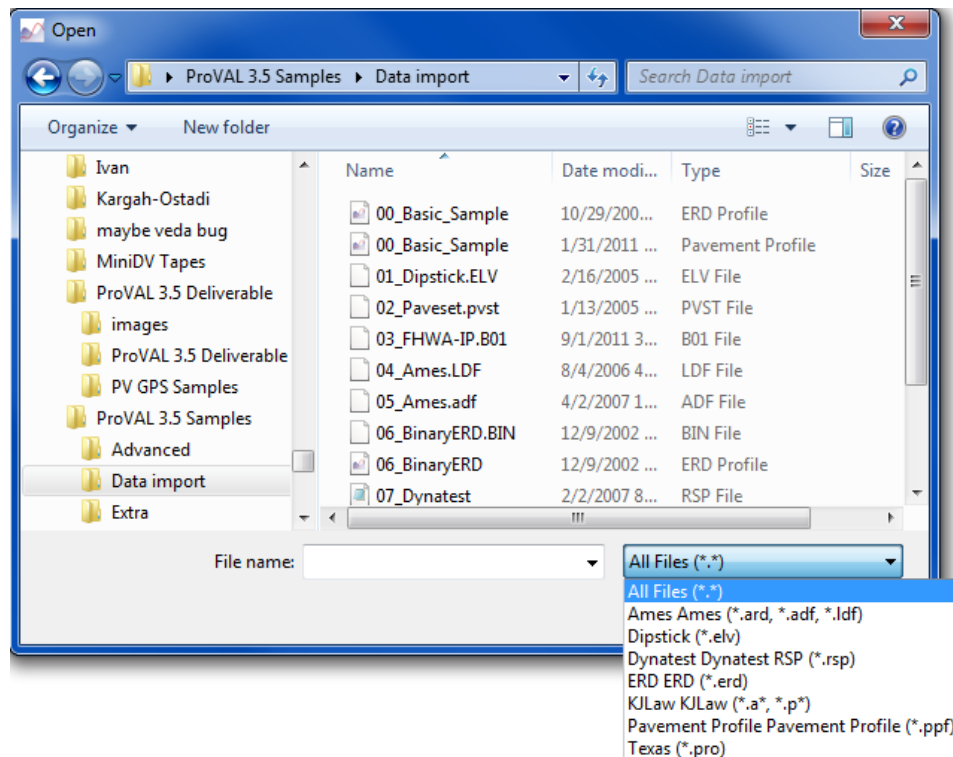 Open
ProVAL 3.5 Samples Data import Search Data import
Organize New folder
Ivan
Kargah-Ostadi
maybe veda bug
MiniDV Tapes
ProVAL 3.5 Deliverable
images
ProVAL 3.5 Deliverable
PV GPS Samples
ProVAL 3.5 Samples
Advanced
Data import
Extra
Name Date modi... Type Size
00_Basic_Sample 10/29/200... ERD Profile
00_Basic_Sample 1/31/2011 ... Pavement Profile
01_Dipstick.ELV 2/16/2005 ... ELV File
02_Paveset.pvst 1/13/2005 ... PVST File
03_FHWA-IP.B01 9/1/2011 3... B01 File
04_Ames.LDF 8/4/2006 4... LDF File
05_Ames.adf 4/2/2007 1... ADF File
06_BinaryERD.BIN 12/9/2002 ... BIN File
06_BinaryERD 12/9/2002 ... ERD Profile
07_Dynatest 2/2/2007 8... RSP File
File name: All Files (*.*)
All Files (*.*)
Ames Ames (*.ard, *.adf, *.ldf)
Dipstick (*.elv)
Dynatest Dynatest RSP (*.rsp)
ERD ERD (*.erd)
KJLaw KJLaw (*.a*, *.p*)
Pavement Profile Pavement Profile (*.ppf)
Texas (*.pro)